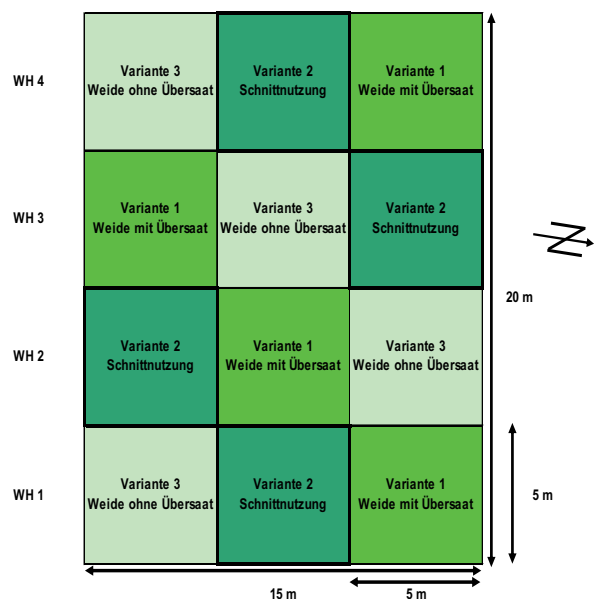 WH 4
Variante 3
Weide ohne Übersaat
Variante 2
Schnittnutzung
Variante 1
Weide mit Übersaat
WH 3
Variante 1
Weide mit Übersaat
Variante 3
Weide ohne Übersaat
Variante 2
Schnittnutzung
N
20 m
WH 2
Variante 2
Schnittnutzung
Variante 1
Weide mit Übersaat
Variante 3
Weide ohne Übersaat
WH 1
Variante 3
Weide ohne Übersaat
Variante 2
Schnittnutzung
Variante 1
Weide mit Übersaat
5 m
15 m
5 m